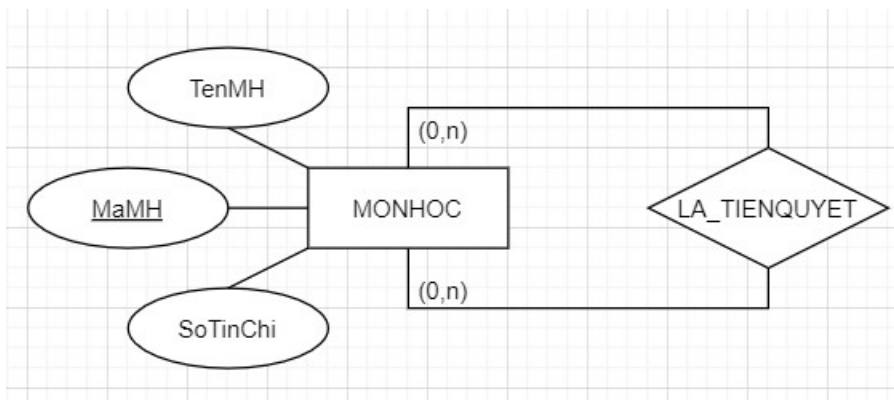 TenMH
(0,n)
MaMH
MONHOC
LA_TIENQUYET
(0,n)
SoTinChi